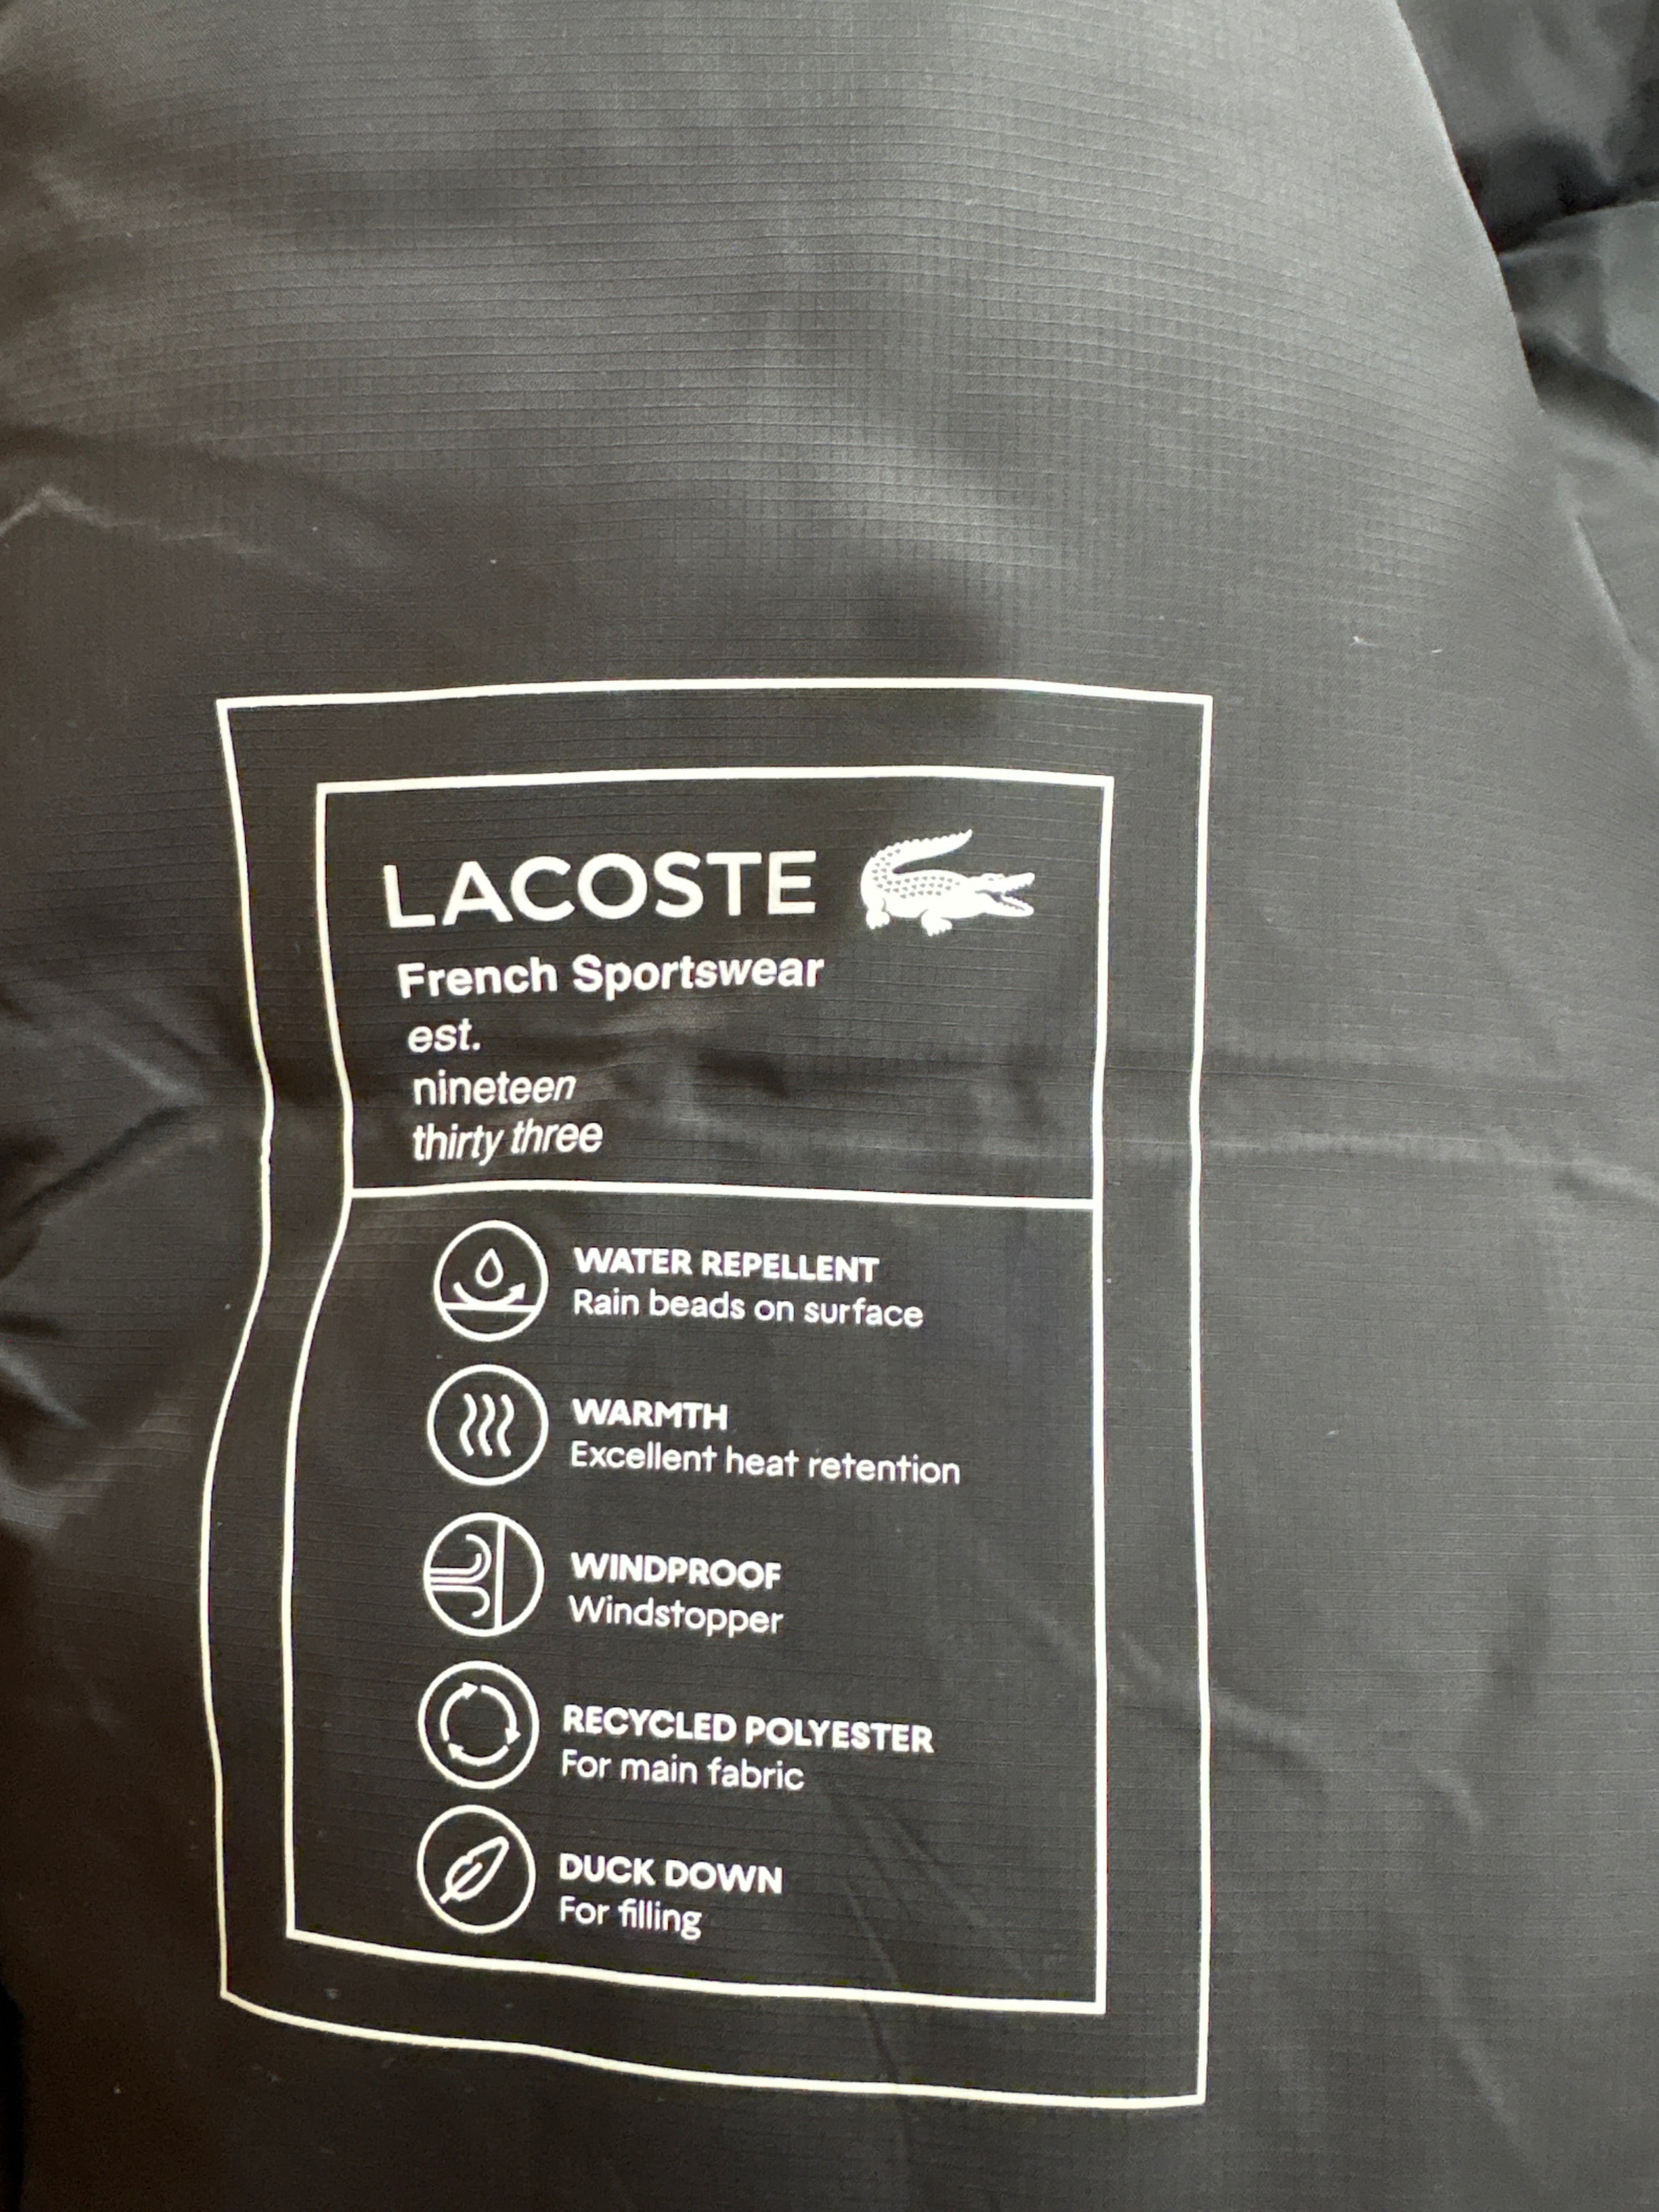 LACOSTE
French Sportswear
est.
nineteen
thirty three
WATER REPELLENT
Rain beads on surface
WARMTH
Excellent heat retention
WINDPROOF
Windstopper
RECYCLED POLYESTER
For main fabric
DUCK DOWN
For filling